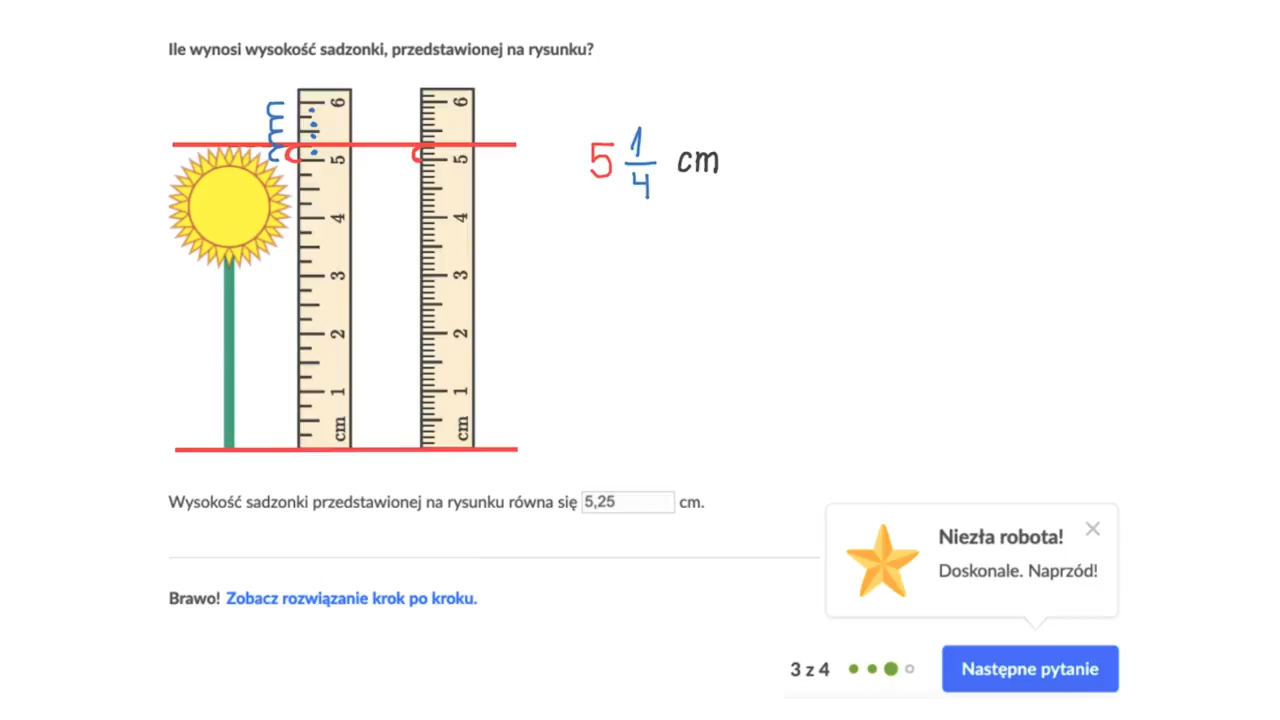 Ile wynosi wysokość sadzonki, przedstawionej na rysunku?
6 6
5 5
4 4
3 3
2 2
1 1
cm cm
5 1/4 cm
Wysokość sadzonki przedstawionej na rysunku równa się 5,25 cm.
Niezła robota!
Doskonale. Naprzód!
Brawo! Zobacz rozwiązanie krok po kroku.
3 z 4
Następne pytanie